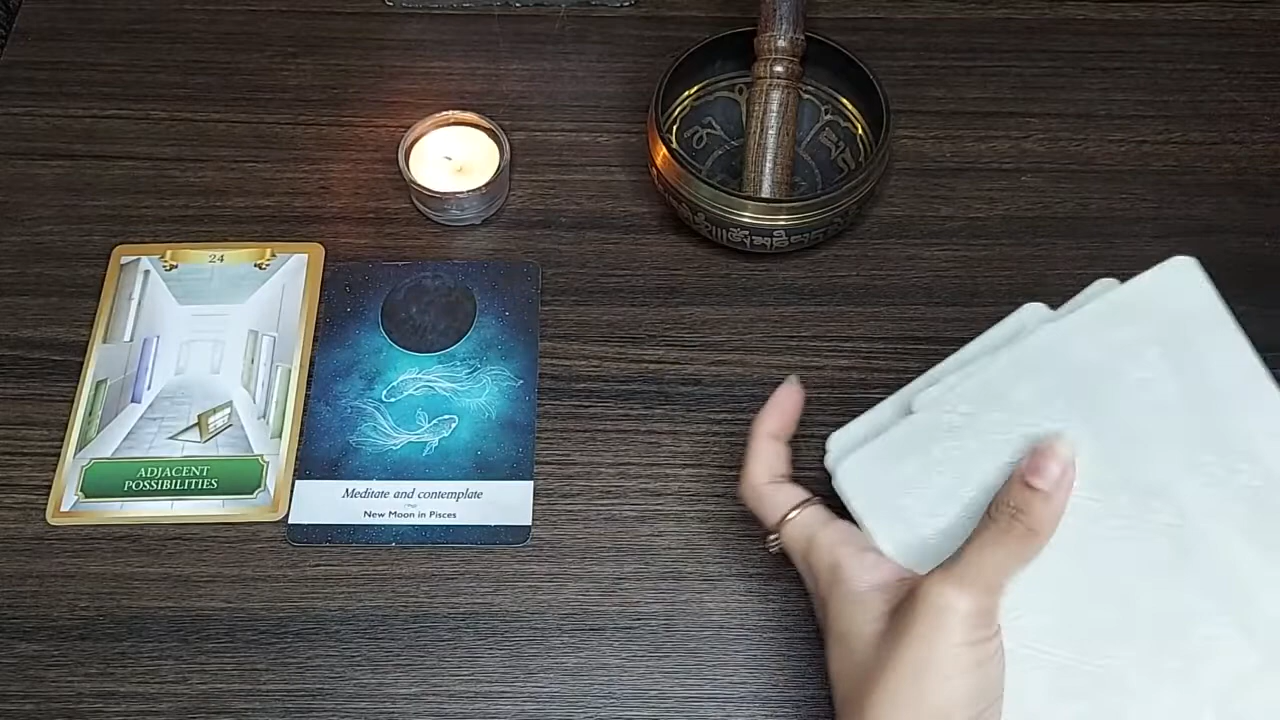 24
ADJACENT
POSSIBILITIES
Meditate and contemplate
New Moon in Pisces